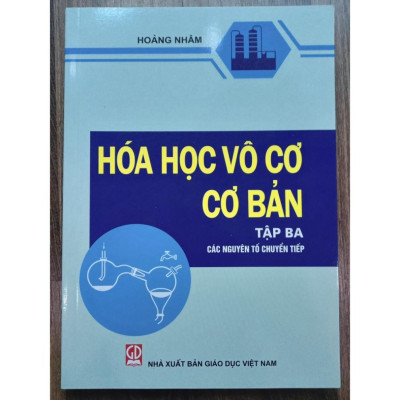 HOÀNG NHÂM
HÓA HỌC VÔ CƠ
CƠ BẢN
TẬP BA
CÁC NGUYÊN TỐ CHUYỂN TIẾP
NHÀ XUẤT BẢN GIÁO DỤC VIỆT NAM